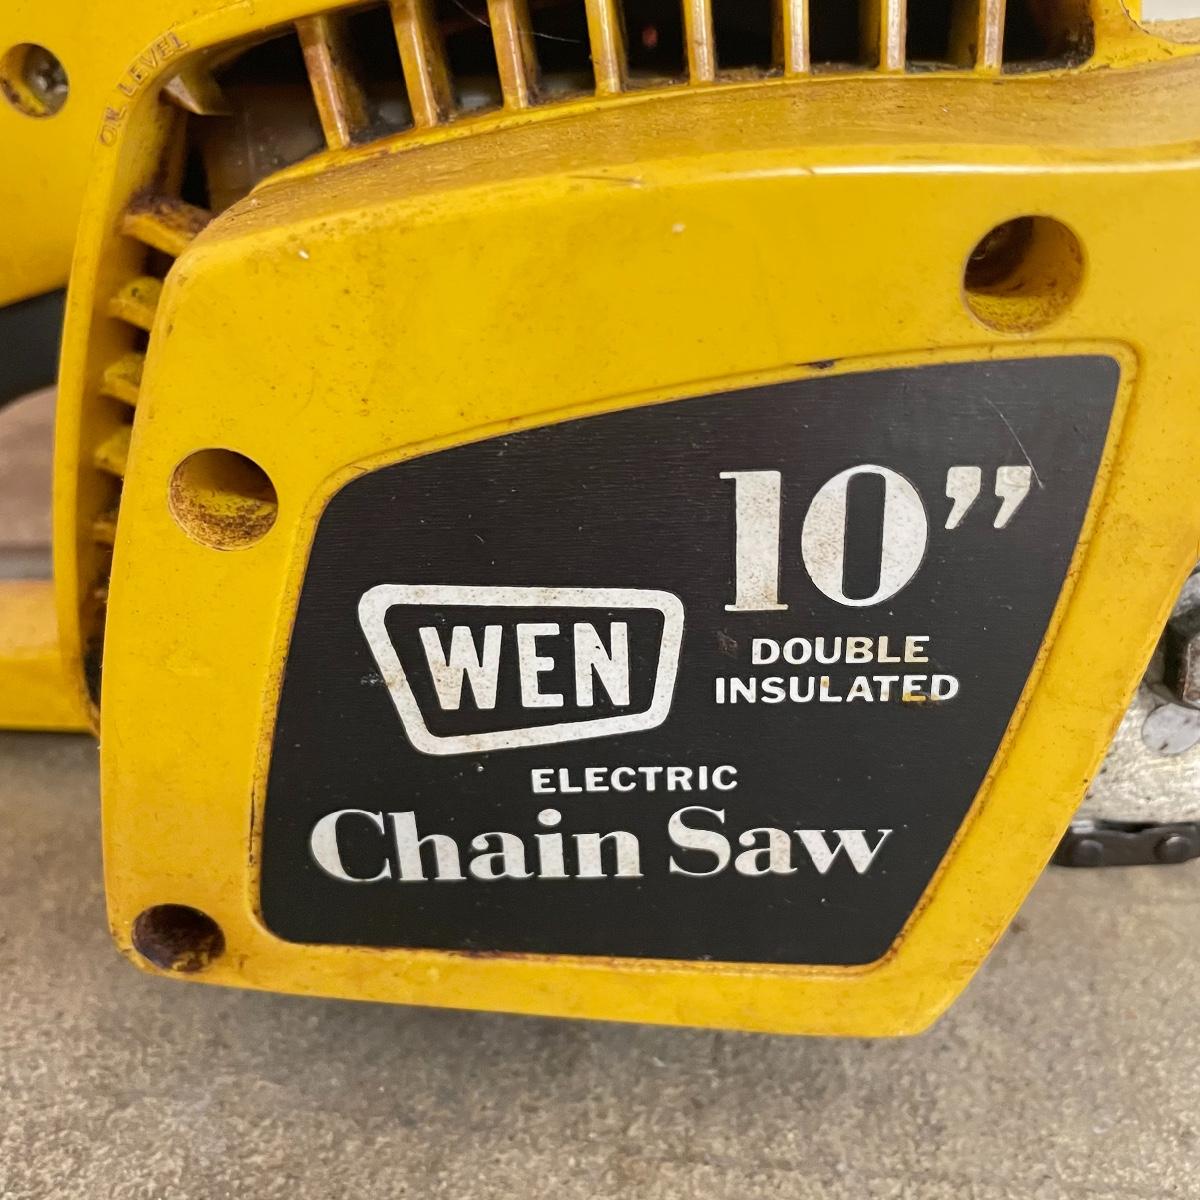 OIL LEVEL
10”
WEN
DOUBLE
INSULATED
ELECTRIC
Chain Saw